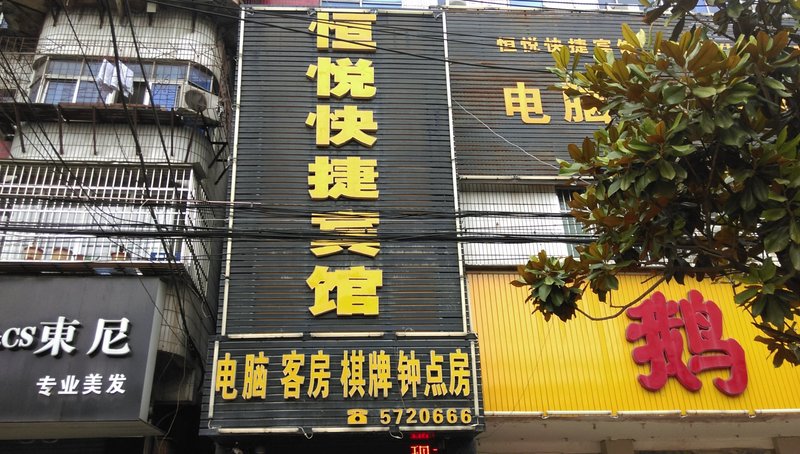 恒悦快捷宾馆
电脑 客房 棋牌 钟点房
☎5720666
恒悦快捷宾
电脑
CS東尼
专业美发
鹅